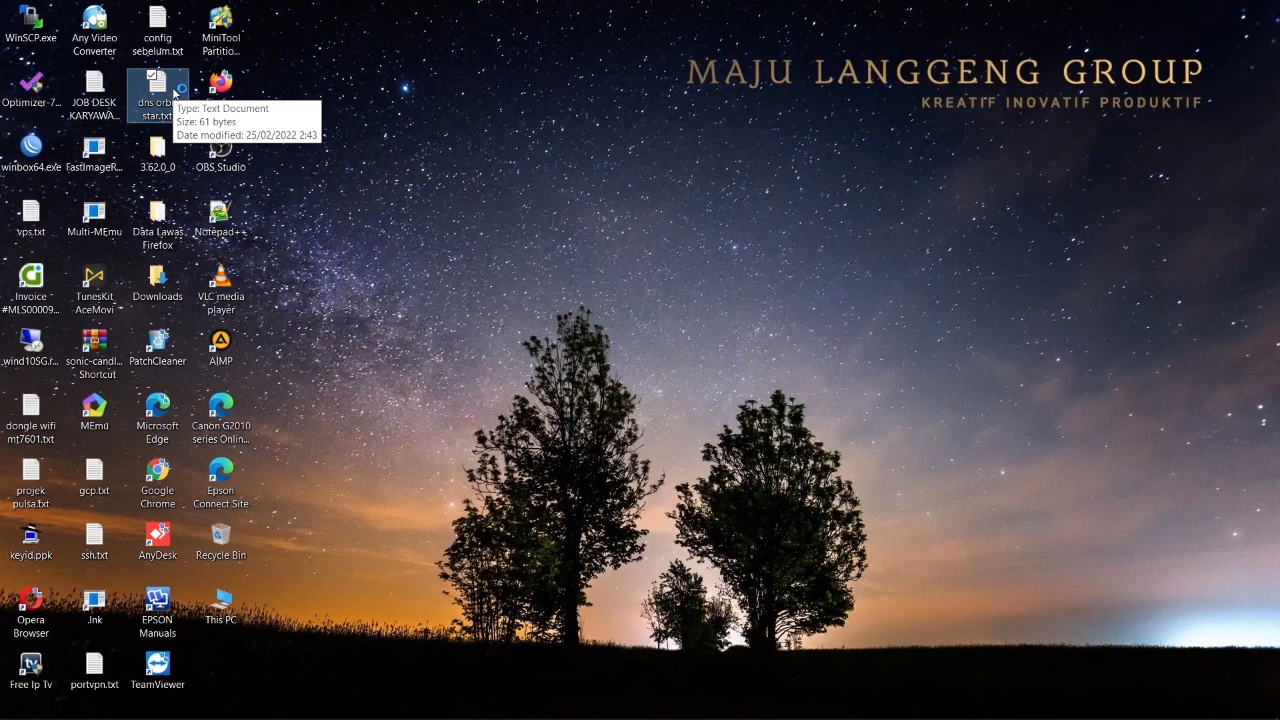 MAJU LANGGENG GROUP
KREATIF INOVATIF PRODUKTIF
WinSCP.exe
Any Video
Converter
config
sebelum.txt
MiniTool
Partitio...
Optimizer-7...
JOB DESK
KARYAWA...
dns orbi
star.txt
Type: Text Document
Size: 61 bytes
Date modified: 25/02/2022 2:43
winbox64.exe
FastImageR...
3.62.0_0
OBS Studio
vps.txt
Multi-MEmu
Data Lawas
Firefox
Notepad++
Invoice
#MLS00009...
TunesKit
AceMovi
Downloads
VLC media
player
wind10SG.r...
sonic-candl...
- Shortcut
PatchCleaner
AIMP
dongle wifi
mt7601.txt
MEmu
Microsoft
Edge
Canon G2010
series Onlin...
projek
pulsa.txt
gcp.txt
Google
Chrome
Epson
Connect Site
keyid.ppk
ssh.txt
AnyDesk
Recycle Bin
Opera
Browser
.lnk
EPSON
Manuals
This PC
Free Ip Tv
portvpn.txt
TeamViewer